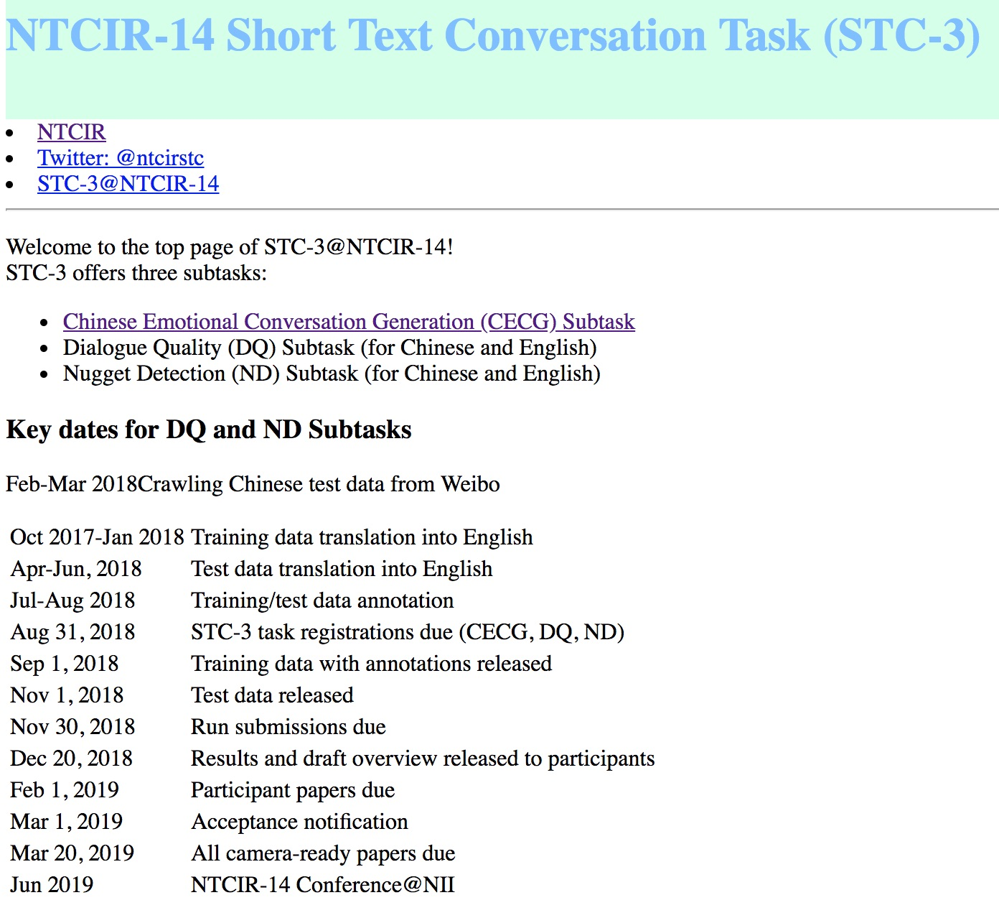 NTCIR-14 Short Text Conversation Task (STC-3)
NTCIR
Twitter: @ntcirstc
STC-3@NTCIR-14
Welcome to the top page of STC-3@NTCIR-14!
STC-3 offers three subtasks:
Chinese Emotional Conversation Generation (CECG) Subtask
Dialogue Quality (DQ) Subtask (for Chinese and English)
Nugget Detection (ND) Subtask (for Chinese and English)
Key dates for DQ and ND Subtasks
Feb-Mar 2018Crawling Chinese test data from Weibo
Oct 2017-Jan 2018 Training data translation into English
Apr-Jun, 2018 Test data translation into English
Jul-Aug 2018 Training/test data annotation
Aug 31, 2018 STC-3 task registrations due (CECG, DQ, ND)
Sep 1, 2018 Training data with annotations released
Nov 1, 2018 Test data released
Nov 30, 2018 Run submissions due
Dec 20, 2018 Results and draft overview released to participants
Feb 1, 2019 Participant papers due
Mar 1, 2019 Acceptance notification
Mar 20, 2019 All camera-ready papers due
Jun 2019 NTCIR-14 Conference@NII